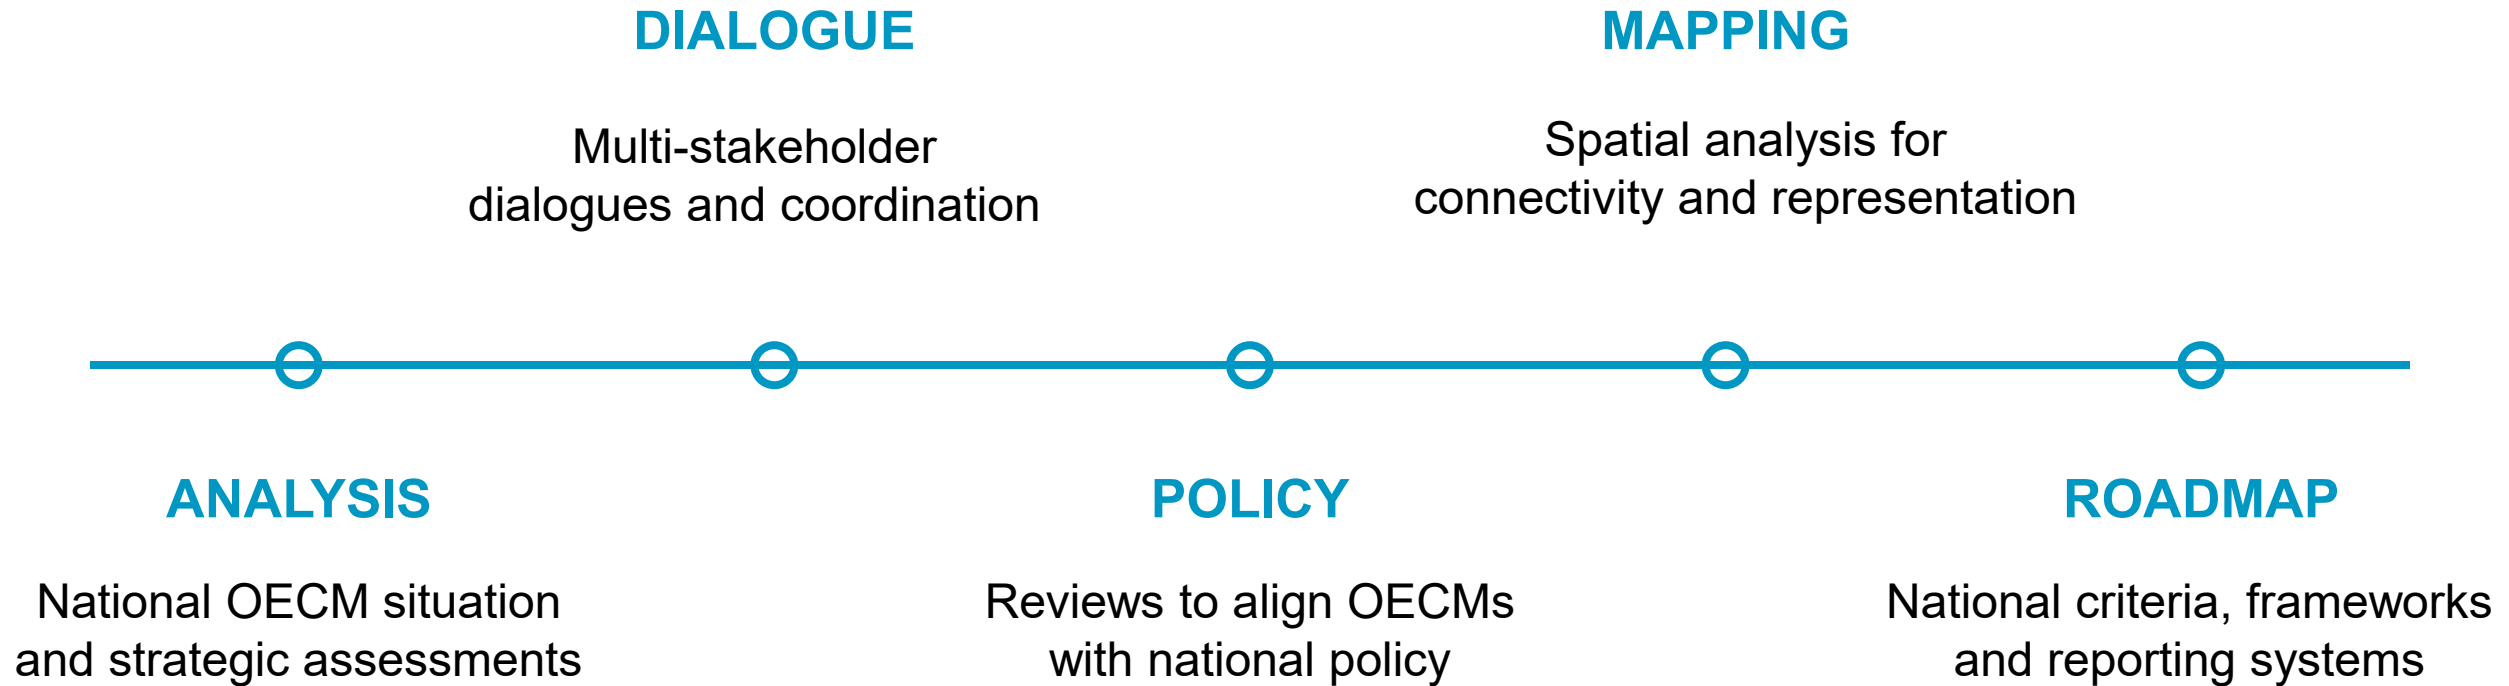 DIALOGUE
Multi-stakeholder
dialogues and coordination
MAPPING
Spatial analysis for
connectivity and representation
ANALYSIS
National OECM situation
and strategic assessments
POLICY
Reviews to align OECMs
with national policy
ROADMAP
National criteria, frameworks
and reporting systems